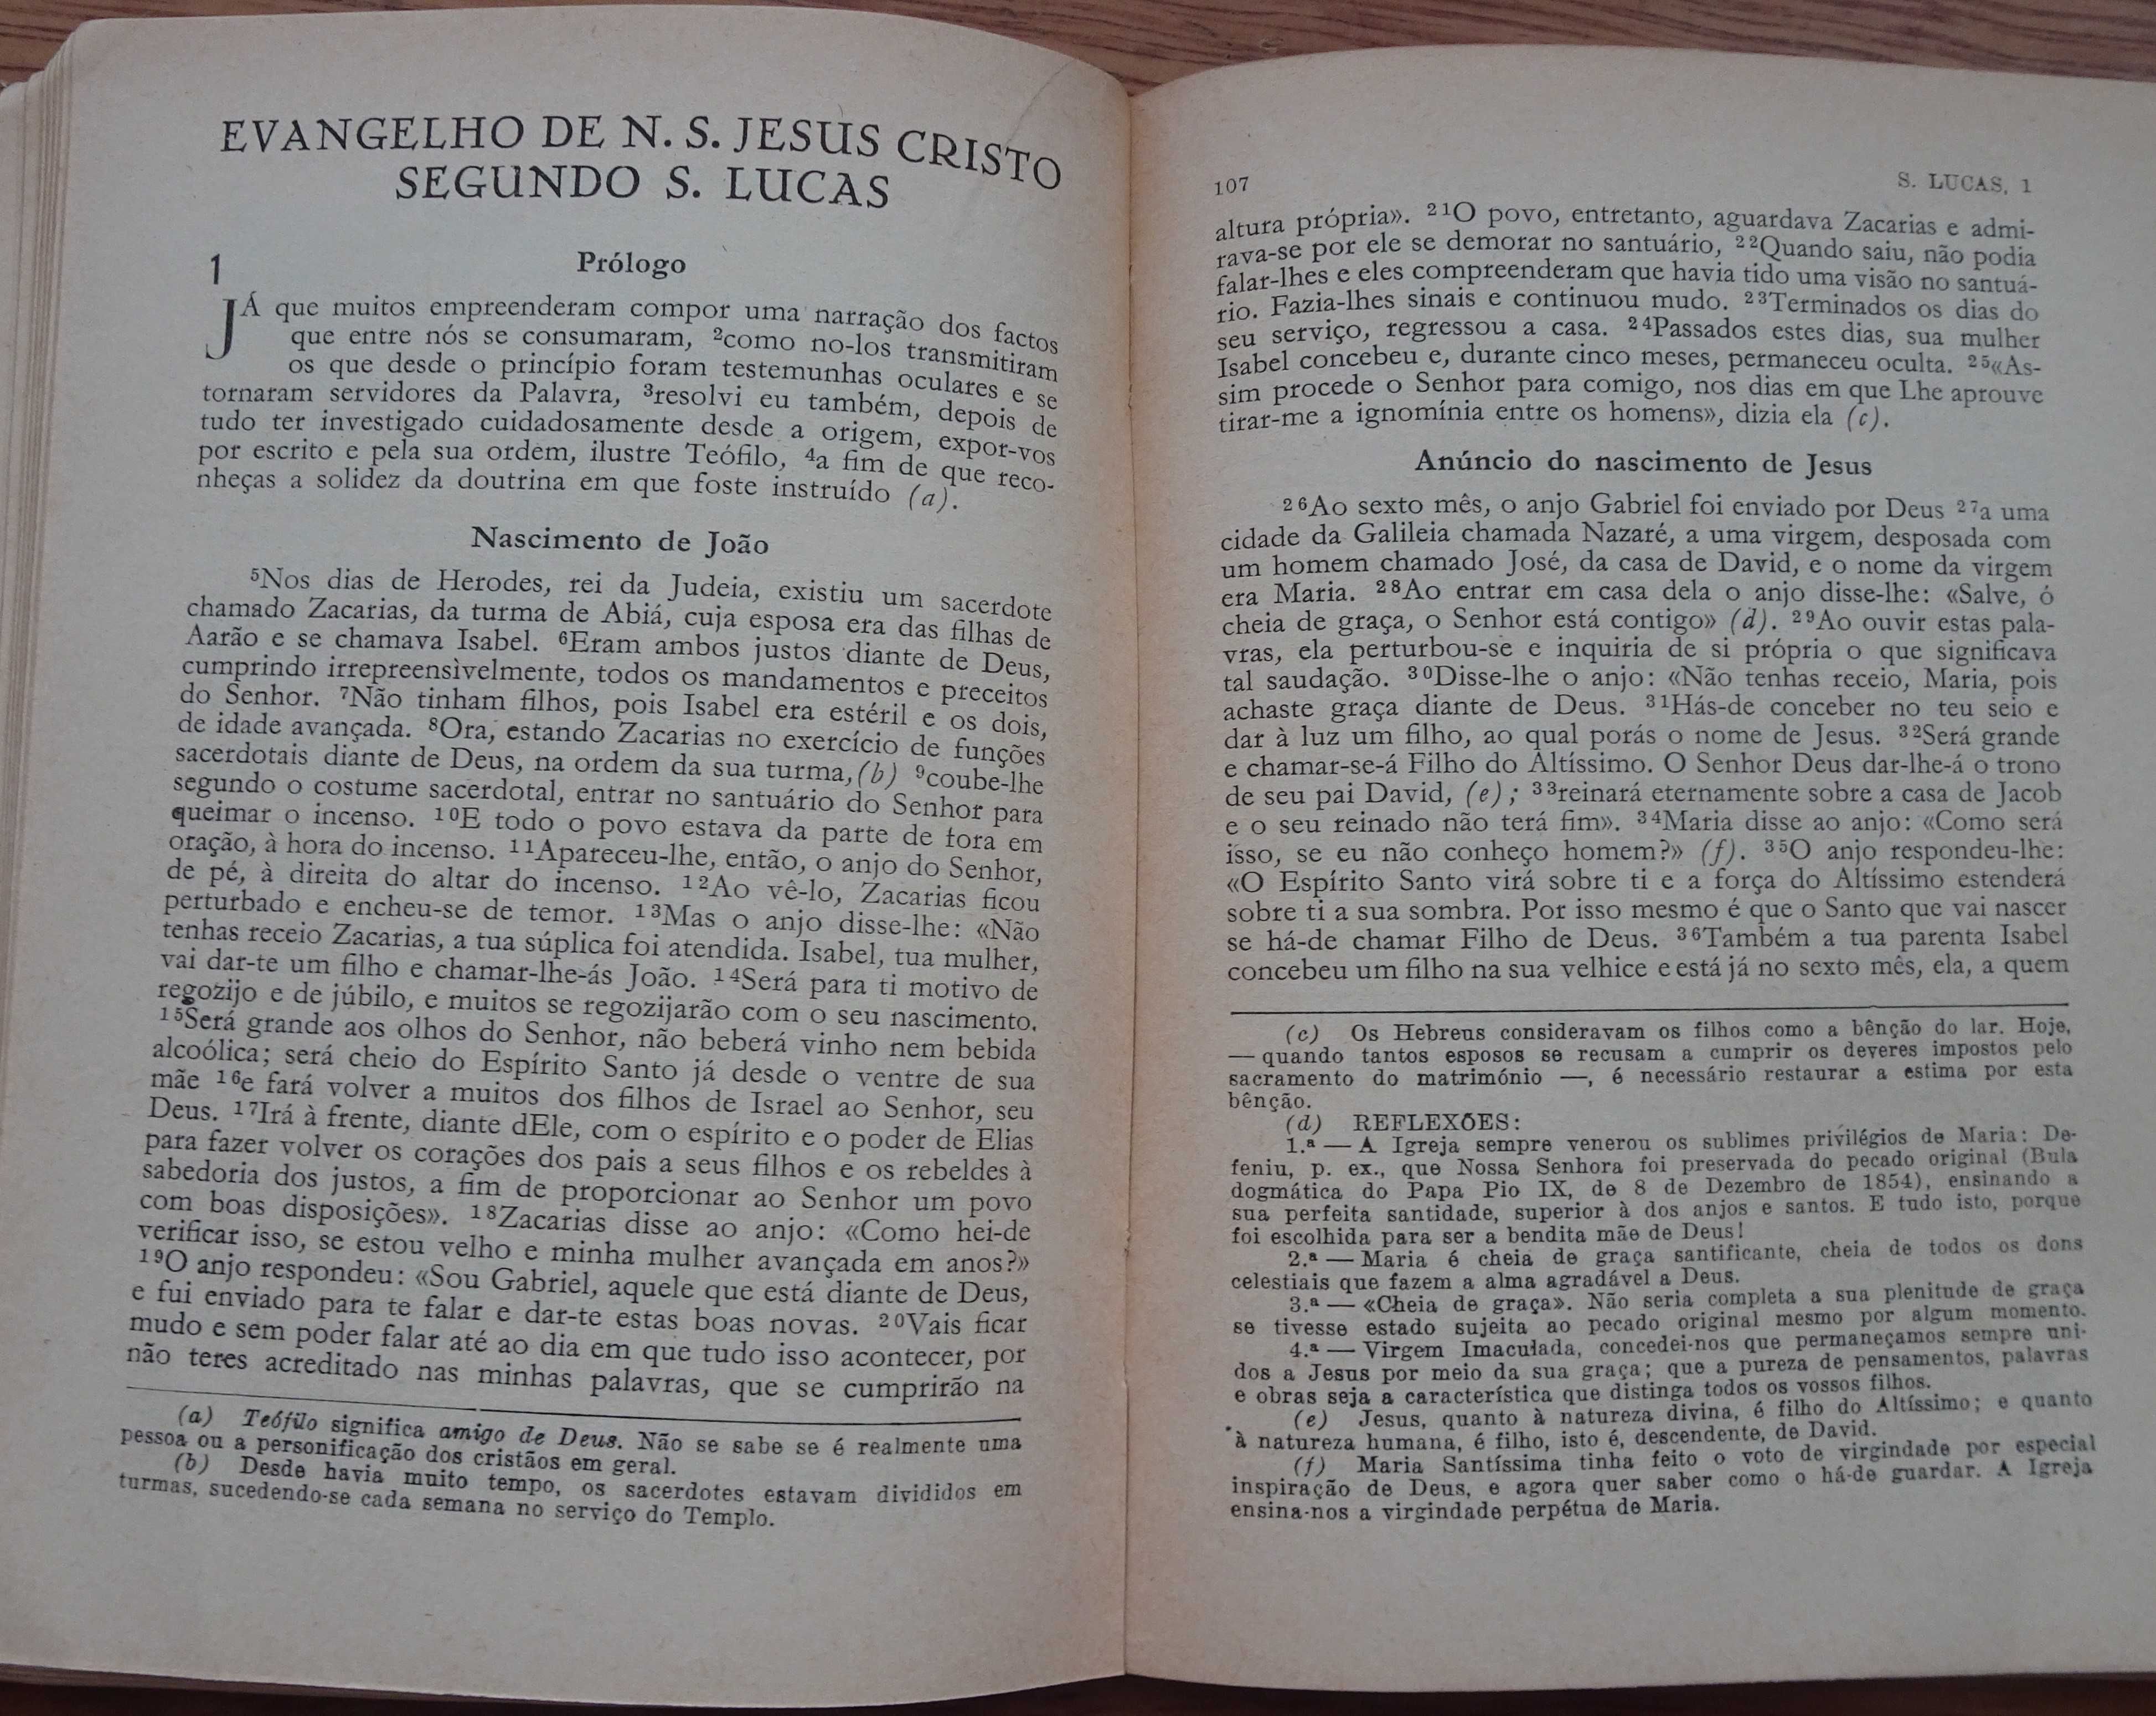 EVANGELHO DE N. S. JESUS CRISTO
SEGUNDO S. LUCAS
1
Prólogo
JÁ que muitos empreenderam compor uma narração dos factos
que entre nós se consumaram, ²como no-los transmitiram
os que desde o princípio foram testemunhas oculares e se
tornaram servidores da Palavra, ³resolvi eu também, depois de
tudo ter investigado cuidadosamente desde a origem, expor-vos
por escrito e pela sua ordem, ilustre Teófilo, ⁴a fim de que reco-
nheças a solidez da doutrina em que foste instruído (a).
Nascimento de João
⁵Nos dias de Herodes, rei da Judeia, existiu um sacerdote
chamado Zacarias, da turma de Abiá, cuja esposa era das filhas de
Aarão e se chamava Isabel. ⁶Eram ambos justos diante de Deus,
cumprindo irrepreensìvelmente, todos os mandamentos e preceitos
do Senhor. ⁷Não tinham filhos, pois Isabel era estéril e os dois,
de idade avançada. ⁸Ora, estando Zacarias no exercício de funções
sacerdotais diante de Deus, na ordem da sua turma, (b) ⁹coube-lhe
segundo o costume sacerdotal, entrar no santuário do Senhor para
queimar o incenso. ¹⁰E todo o povo estava da parte de fora em
oração, à hora do incenso. ¹¹Apareceu-lhe, então, o anjo do Senhor,
de pé, à direita do altar do incenso. ¹²Ao vê-lo, Zacarias ficou
perturbado e encheu-se de temor. ¹³Mas o anjo disse-lhe: «Não
tenhas receio Zacarias, a tua súplica foi atendida. Isabel, tua mulher,
vai dar-te um filho e chamar-lhe-ás João. ¹⁴Será para ti motivo de
regozijo e de júbilo, e muitos se regozijarão com o seu nascimento.
¹⁵Será grande aos olhos do Senhor, não beberá vinho nem bebida
alcoólica; será cheio do Espírito Santo já desde o ventre de sua
mãe ¹⁶e fará volver a muitos dos filhos de Israel ao Senhor, seu
Deus. ¹⁷Irá à frente, diante dEle, com o espírito e o poder de Elias
para fazer volver os corações dos pais a seus filhos e os rebeldes à
sabedoria dos justos, a fim de proporcionar ao Senhor um povo
com boas disposições». ¹⁸Zacarias disse ao anjo: «Como hei-de
verificar isso, se estou velho e minha mulher avançada em anos?»
¹⁹O anjo respondeu: «Sou Gabriel, aquele que está diante de Deus,
e fui enviado para te falar e dar-te estas boas novas. ²⁰Vais ficar
mudo e sem poder falar até ao dia em que tudo isso acontecer, por
não teres acreditado nas minhas palavras, que se cumprirão na
(a) Teófilo significa amigo de Deus. Não se sabe se é realmente uma
pessoa ou a personificação dos cristãos em geral.
(b) Desde havia muito tempo, os sacerdotes estavam divididos em
turmas, sucedendo-se cada semana no serviço do Templo.
107
S. LUCAS, 1
altura própria». ²¹O povo, entretanto, aguardava Zacarias e admi-
rava-se por ele se demorar no santuário, ²²Quando saiu, não podia
falar-lhes e eles compreenderam que havia tido uma visão no santuá-
rio. Fazia-lhes sinais e continuou mudo. ²³Terminados os dias do
seu serviço, regressou a casa. ²⁴Passados estes dias, sua mulher
Isabel concebeu e, durante cinco meses, permaneceu oculta. ²⁵«As-
sim procede o Senhor para comigo, nos dias em que Lhe aprouve
tirar-me a ignomínia entre os homens», dizia ela (c).
Anúncio do nascimento de Jesus
²⁶Ao sexto mês, o anjo Gabriel foi enviado por Deus ²⁷a uma
cidade da Galileia chamada Nazaré, a uma virgem, desposada com
um homem chamado José, da casa de David, e o nome da virgem
era Maria. ²⁸Ao entrar em casa dela o anjo disse-lhe: «Salve, ó
cheia de graça, o Senhor está contigo» (d). ²⁹Ao ouvir estas pala-
vras, ela perturbou-se e inquiria de si própria o que significava
tal saudação. ³⁰Disse-lhe o anjo: «Não tenhas receio, Maria, pois
achaste graça diante de Deus. ³¹Hás-de conceber no teu seio e
dar à luz um filho, ao qual porás o nome de Jesus. ³²Será grande
e chamar-se-á Filho do Altíssimo. O Senhor Deus dar-lhe-á o trono
de seu pai David, (e); ³³reinará eternamente sobre a casa de Jacob
e o seu reinado não terá fim». ³⁴Maria disse ao anjo: «Como será
isso, se eu não conheço homem?» (f). ³⁵O anjo respondeu-lhe:
«O Espírito Santo virá sobre ti e a força do Altíssimo estenderá
sobre ti a sua sombra. Por isso mesmo é que o Santo que vai nascer
se há-de chamar Filho de Deus. ³⁶Também a tua parenta Isabel
concebeu um filho na sua velhice e está já no sexto mês, ela, a quem
(c) Os Hebreus consideravam os filhos como a bênção do lar. Hoje,
— quando tantos esposos se recusam a cumprir os deveres impostos pelo
sacramento do matrimónio —, é necessário restaurar a estima por esta
bênção.
(d) REFLEXÕES:
1.ª — A Igreja sempre venerou os sublimes privilégios de Maria: De-
feniu, p. ex., que Nossa Senhora foi preservada do pecado original (Bula
dogmática do Papa Pio IX, de 8 de Dezembro de 1854), ensinando a
sua perfeita santidade, superior à dos anjos e santos. E tudo isto, porque
foi escolhida para ser a bendita mãe de Deus!
2.ª — Maria é cheia de graça santificante, cheia de todos os dons
celestiais que fazem a alma agradável a Deus.
3.ª — «Cheia de graça». Não seria completa a sua plenitude de graça
se tivesse estado sujeita ao pecado original mesmo por algum momento.
4.ª — Virgem Imaculada, concedei-nos que permaneçamos sempre uni-
dos a Jesus por meio da sua graça; que a pureza de pensamentos, palavras
e obras seja a característica que distinga todos os vossos filhos.
(e) Jesus, quanto à natureza divina, é filho do Altíssimo; e quanto
à natureza humana, é filho, isto é, descendente, de David.
(f) Maria Santíssima tinha feito o voto de virgindade por especial
inspiração de Deus, e agora quer saber como o há-de guardar. A Igreja
ensina-nos a virgindade perpétua de Maria.